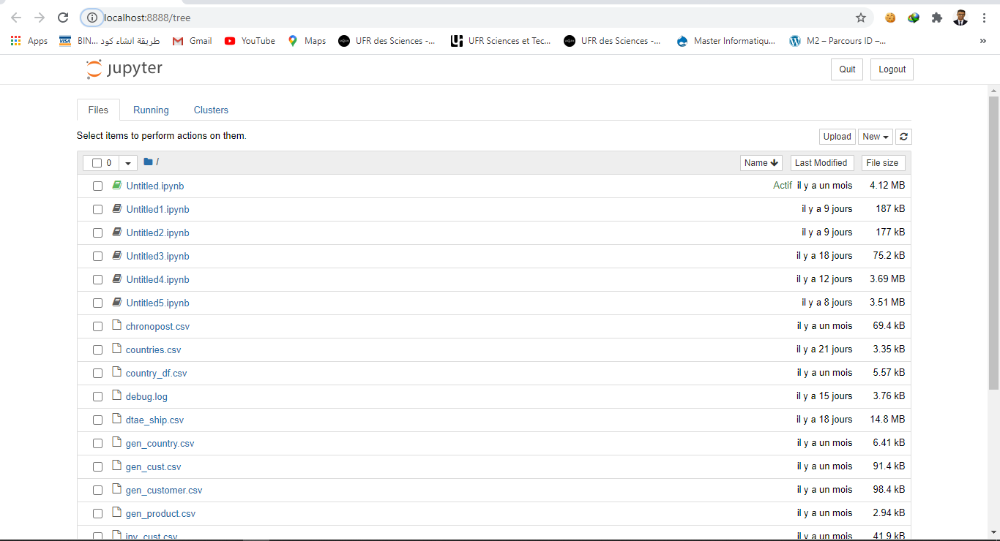 localhost:8888/tree
Apps BIN... طريقة انشاء كود Gmail YouTube Maps UFR des Sciences -... UFR Sciences et Tec... UFR des Sciences -... Master Informatiqu... M2 – Parcours ID –... »
jupyter Quit Logout
Files Running Clusters
Select items to perform actions on them. Upload New
0 / Name Last Modified File size
Untitled.ipynb Actif il y a un mois 4.12 MB
Untitled1.ipynb il y a 9 jours 187 kB
Untitled2.ipynb il y a 9 jours 177 kB
Untitled3.ipynb il y a 18 jours 75.2 kB
Untitled4.ipynb il y a 12 jours 3.69 MB
Untitled5.ipynb il y a 8 jours 3.51 MB
chronopost.csv il y a un mois 69.4 kB
countries.csv il y a 21 jours 3.35 kB
country_df.csv il y a un mois 5.57 kB
debug.log il y a 15 jours 3.76 kB
dtae_ship.csv il y a 18 jours 14.8 MB
gen_country.csv il y a un mois 6.41 kB
gen_cust.csv il y a un mois 91.4 kB
gen_customer.csv il y a un mois 98.4 kB
gen_product.csv il y a un mois 2.94 kB
inv_cust.csv il y a un mois 41.9 kB